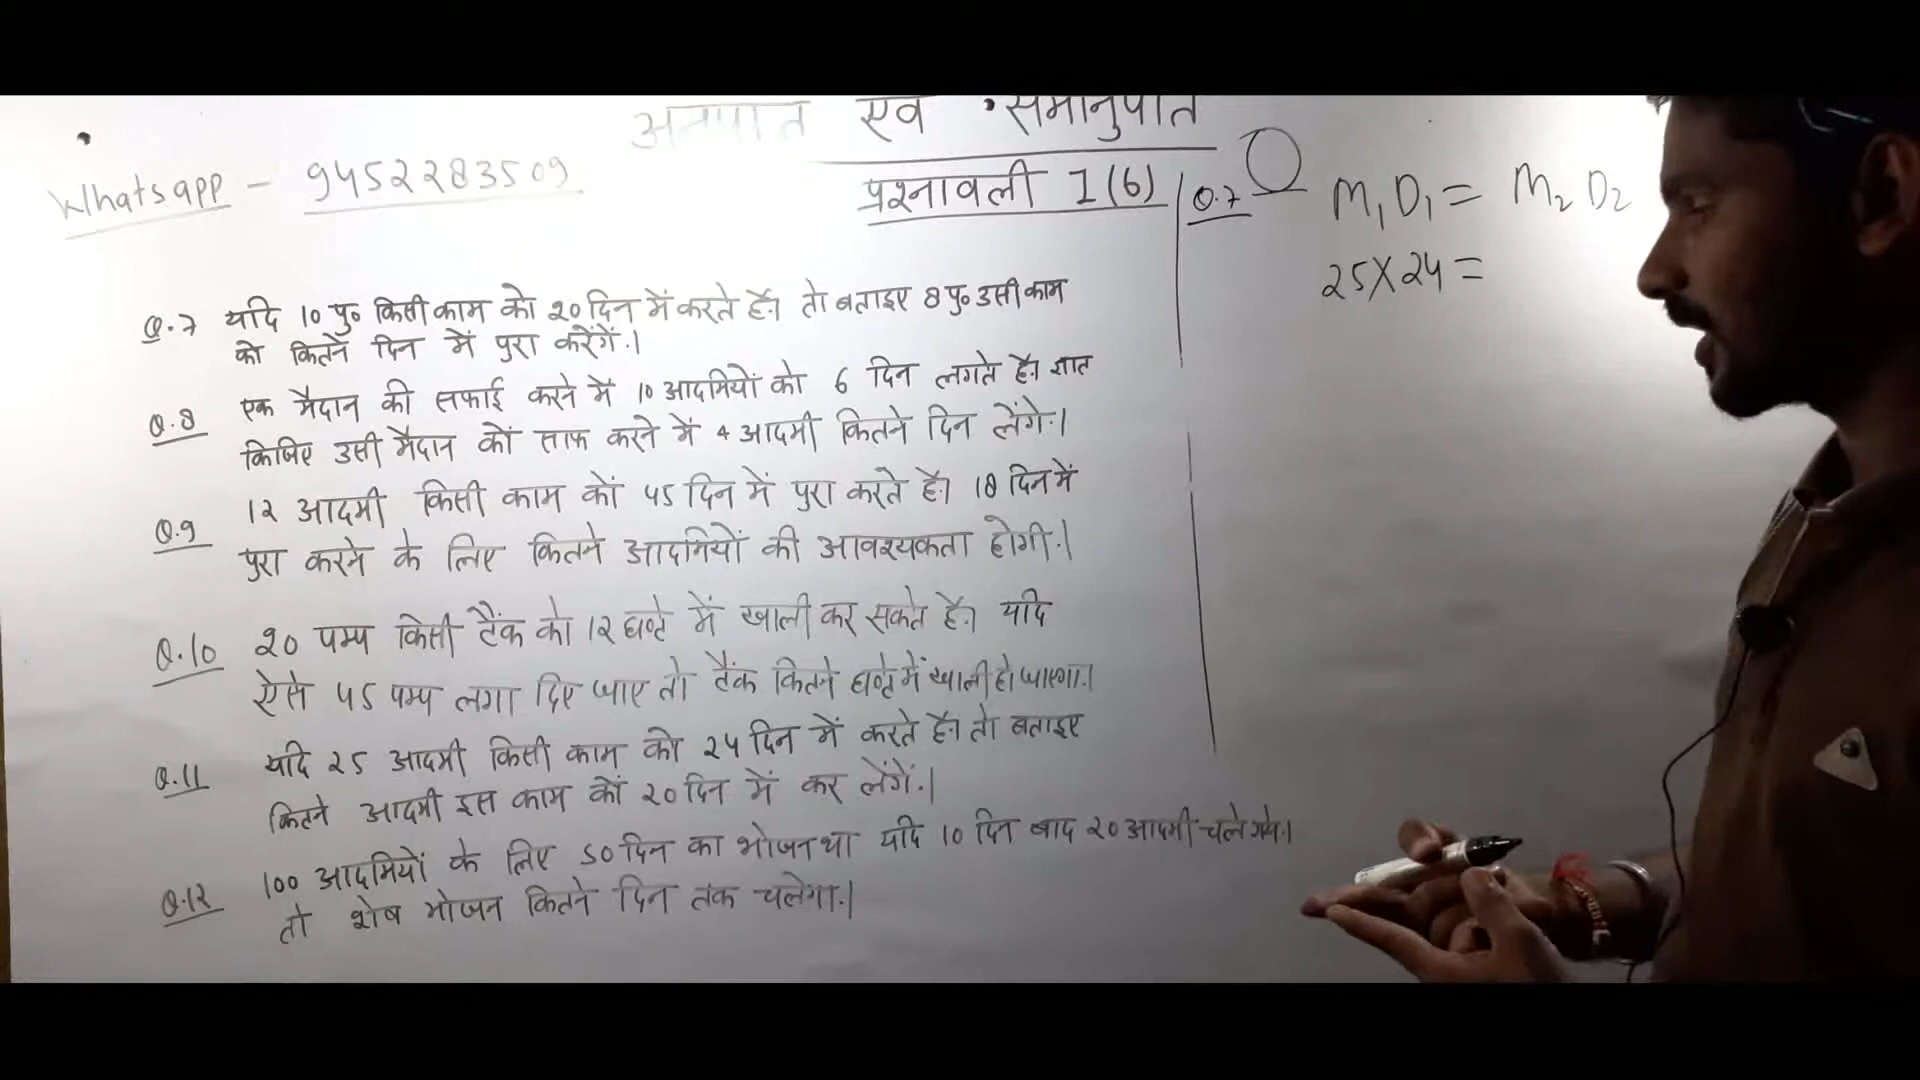 अनुपात एवं समानुपात
Whatsapp - 9452283509
प्रश्नावली 1(6)
Q.7 यदि 10 पु० किसी काम को 20 दिन में करते हैं। तो बताइए 8 पु० उसी काम
को कितने दिन में पुरा करेंगें।
Q.8 एक मैदान की सफाई करने में 10 आदमियों को 6 दिन लगते है। ज्ञात
किजिए उसी मैदान कों साफ करने में 4 आदमी कितने दिन लेंगे।
Q.9 12 आदमी किसी काम कों 45 दिन में पुरा करते है। 18 दिन में
पुरा करने के लिए कितने आदमियों की आवश्यकता होगी।
Q.10 20 पम्प किसी टैंक को 12 घण्टे में खाली कर सकते है। यदि
ऐसे 45 पम्प लगा दिए जाए तो टैंक कितने घण्टे में खाली हो जाएगा।
Q.11 यदि 25 आदमी किसी काम को 24 दिन में करते है। तो बताइए
कितने आदमी इस काम कों 20 दिन में कर लेंगें।
Q.12 100 आदमियों के लिए 50 दिन का भोजन था यदि 10 दिन बाद 20 आदमी चले गये।
तो शेष भोजन कितने दिन तक चलेगा।
Q.7
M₁D₁ = M₂D₂
25×24 =